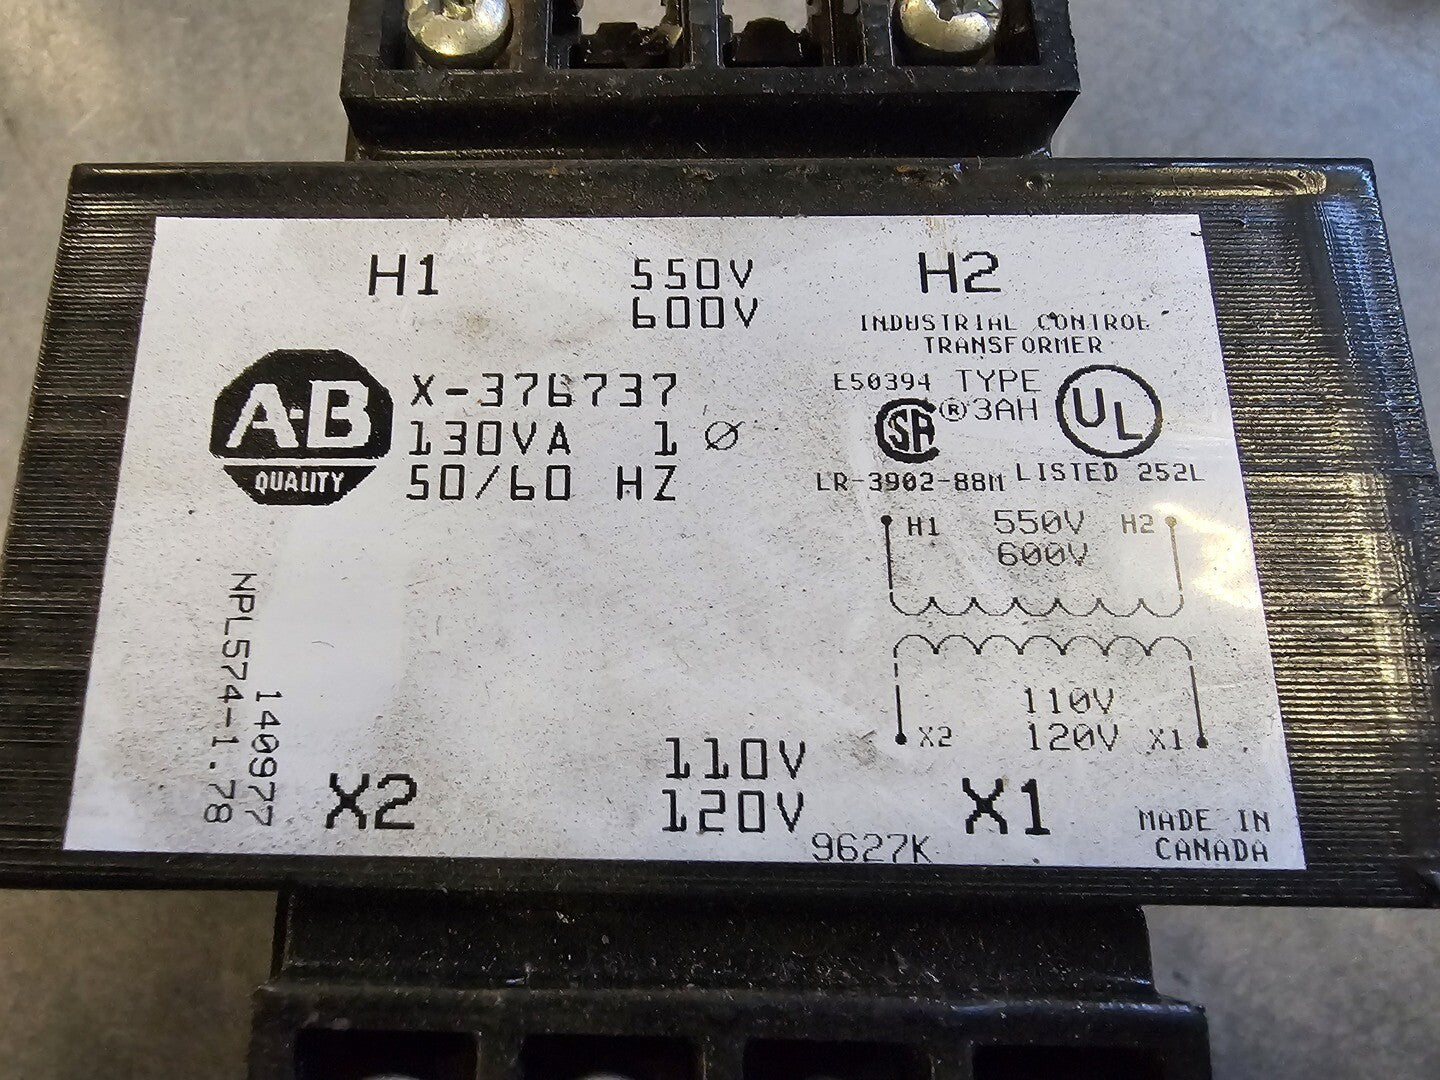 H1 550V H2
600V
INDUSTRIAL CONTROL
TRANSFORMER
A-B
QUALITY
X-376737
130VA 1 Ø
50/60 HZ
E50394 TYPE
3AH
SA ®
UL
LR-3902-88M LISTED 252L
H1 550V H2
600V
110V
X2 120V X1
NPL574-1.78
140977
X2 110V X1
120V
9627K
MADE IN
CANADA